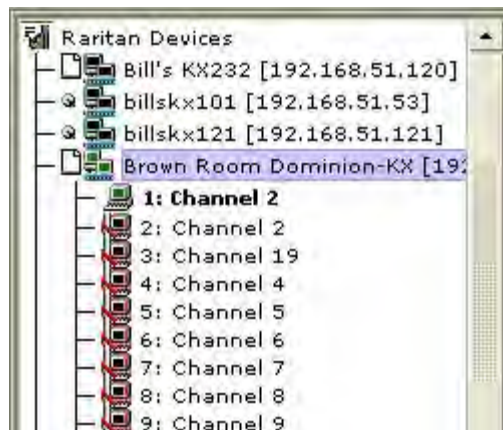 Raritan Devices
Bill's KX232 [192.168.51.120]
billskx101 [192.168.51.53]
billskx121 [192.168.51.121]
Brown Room Dominion-KX [192
1: Channel 2
2: Channel 2
3: Channel 19
4: Channel 4
5: Channel 5
6: Channel 6
7: Channel 7
8: Channel 8
9: Channel 9